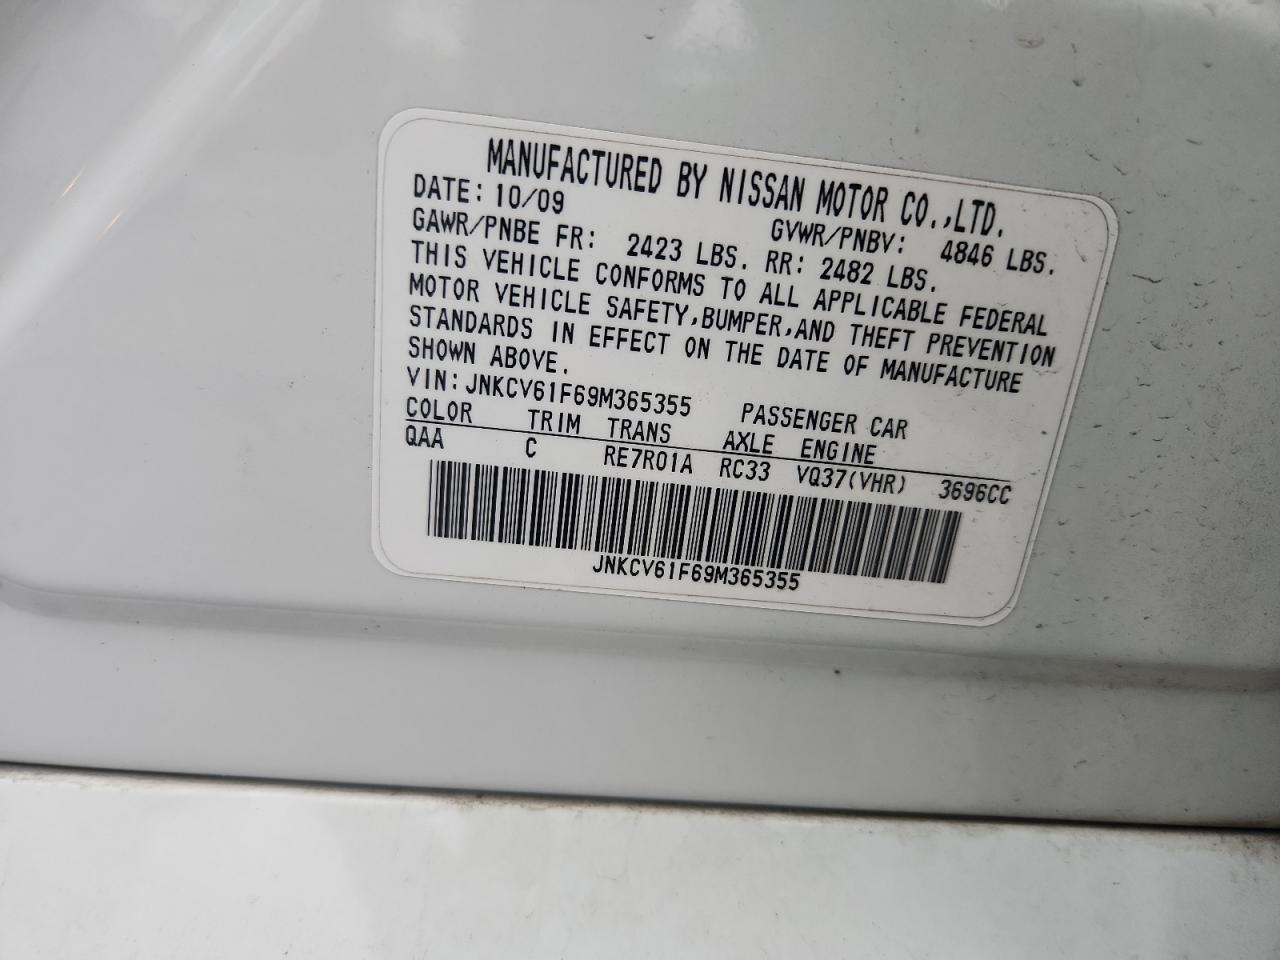 MANUFACTURED BY NISSAN MOTOR CO.,LTD.
DATE: 10/09 GVWR/PNBV: 4846 LBS.
GAWR/PNBE FR: 2423 LBS. RR: 2482 LBS.
THIS VEHICLE CONFORMS TO ALL APPLICABLE FEDERAL
MOTOR VEHICLE SAFETY,BUMPER,AND THEFT PREVENTION
STANDARDS IN EFFECT ON THE DATE OF MANUFACTURE
SHOWN ABOVE.
VIN: JNKCV61F69M365355 PASSENGER CAR
COLOR TRIM TRANS AXLE ENGINE
QAA C RE7R01A RC33 VQ37(VHR) 3696CC
JNKCV61F69M365355